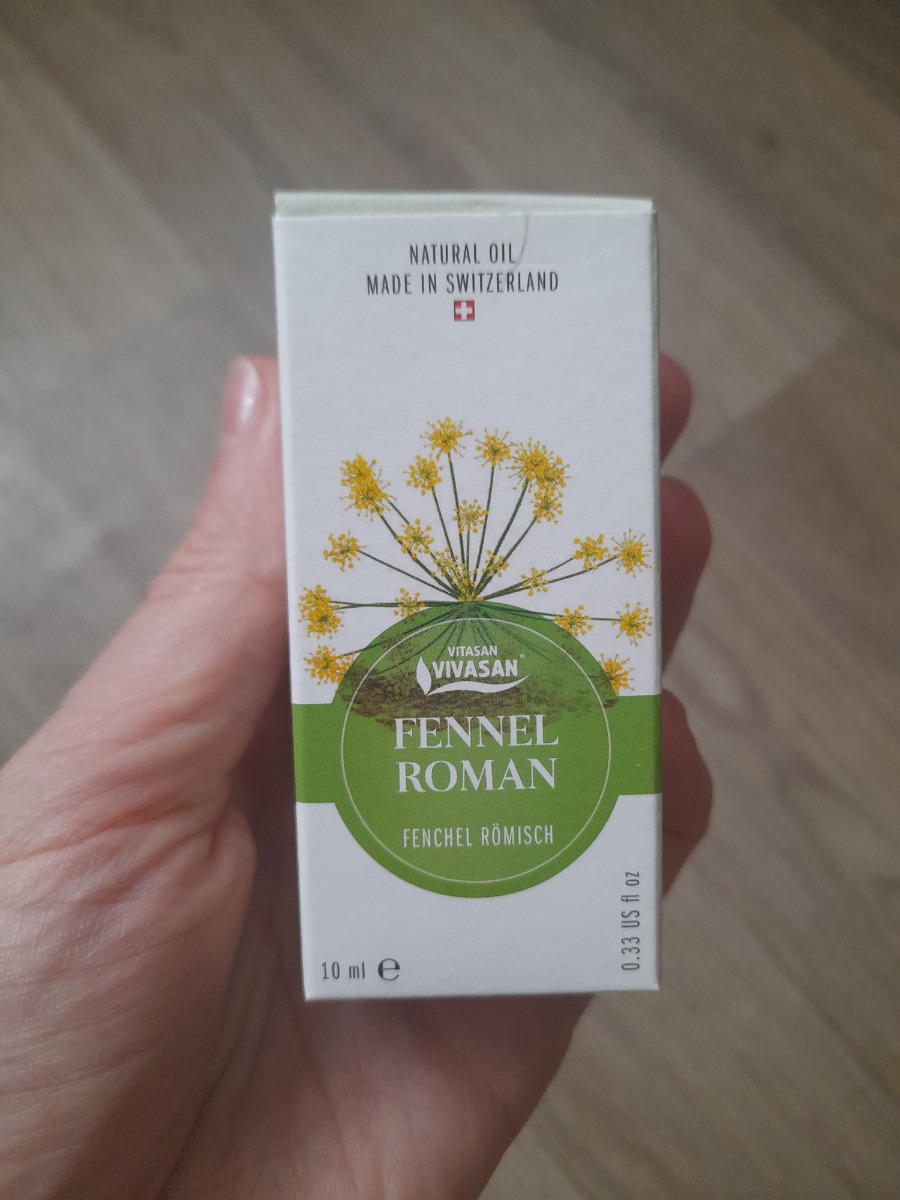 NATURAL OIL
MADE IN SWITZERLAND
VITASAN
VIVASAN®
FENNEL
ROMAN
FENCHEL RÖMISCH
10 ml ℮
0.33 US fl oz